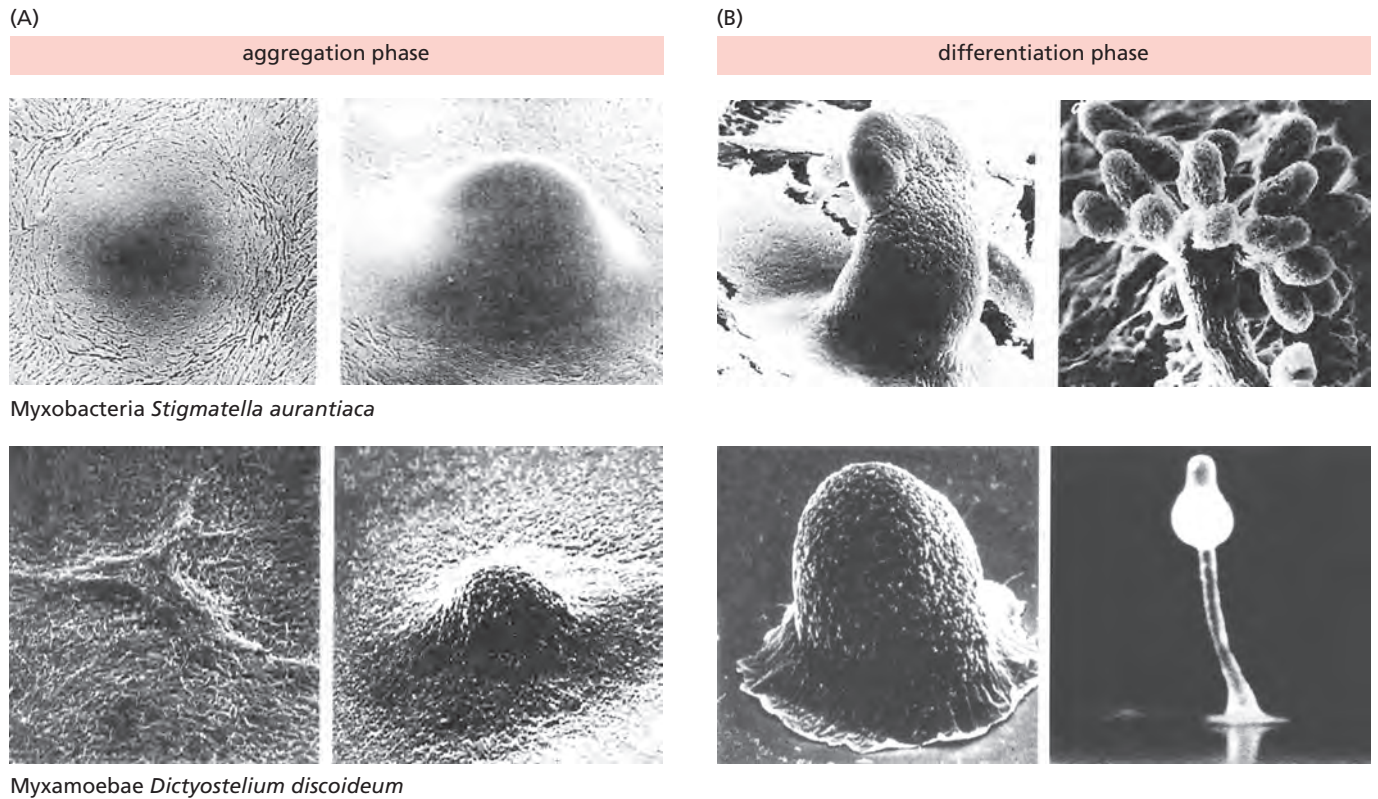 (A)
aggregation phase
(B)
differentiation phase
Myxobacteria Stigmatella aurantiaca
Myxamoebae Dictyostelium discoideum